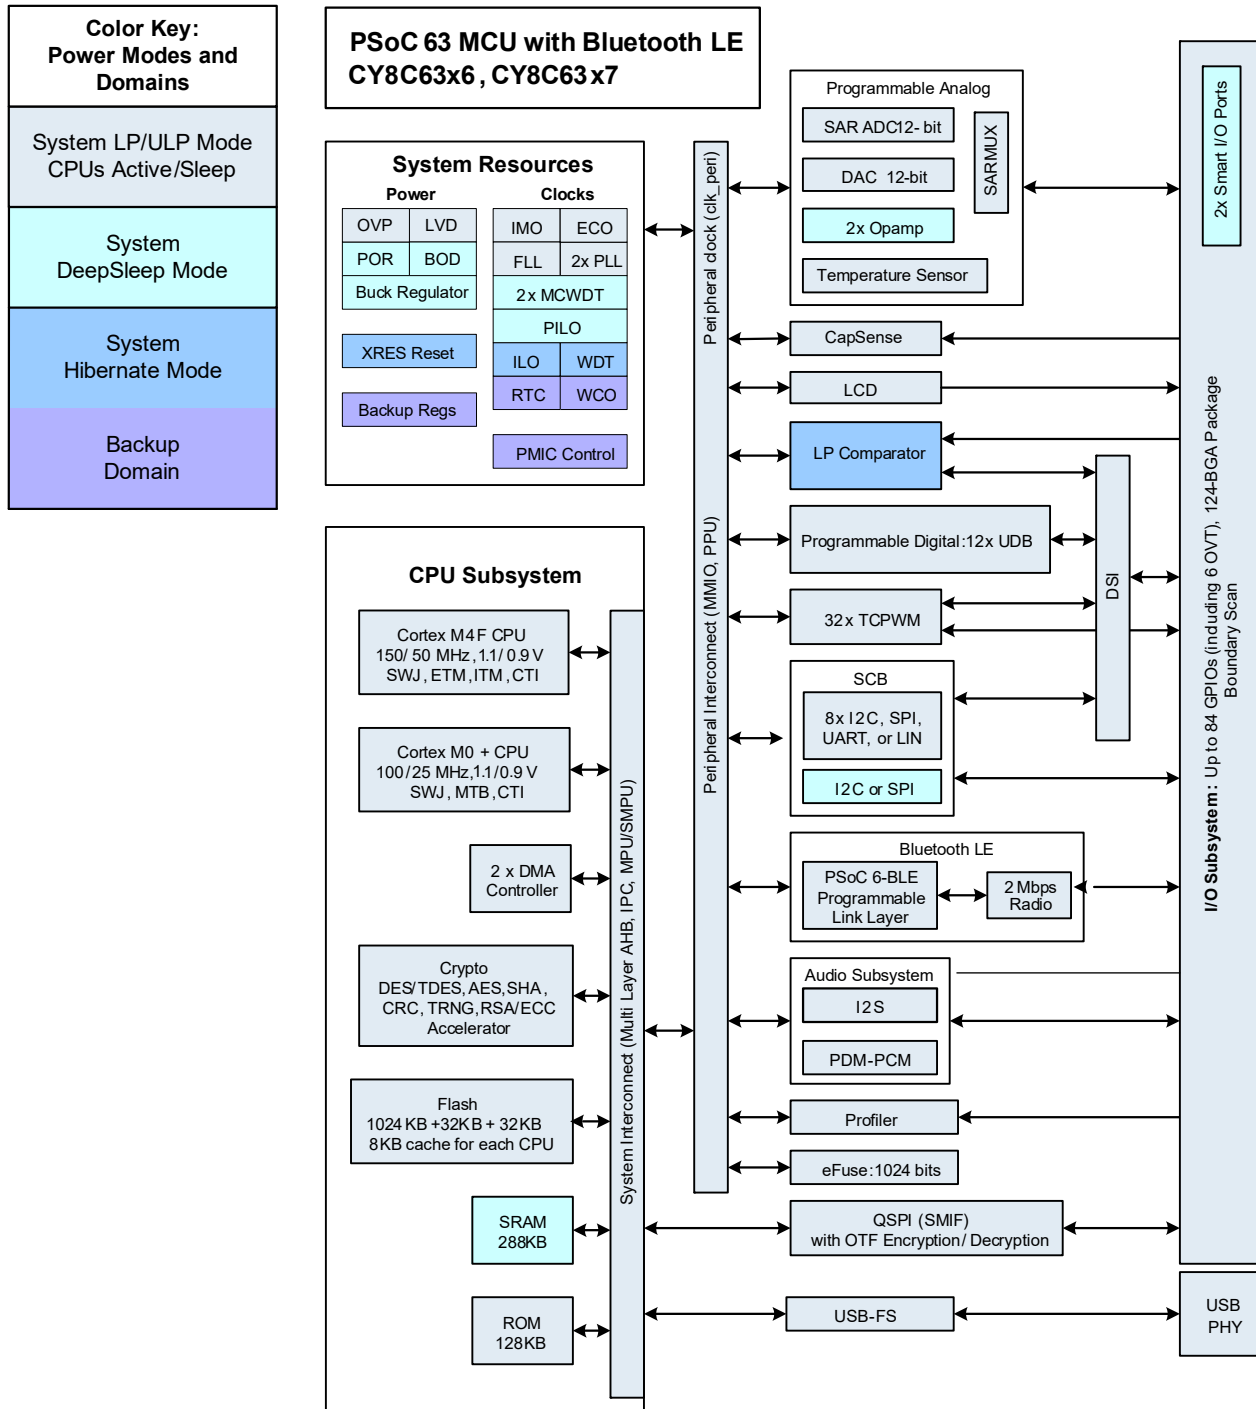 Color Key:
Power Modes and
Domains
System LP/ULP Mode
CPUs Active/Sleep
System
DeepSleep Mode
System
Hibernate Mode
Backup
Domain
PSoC 63 MCU with Bluetooth LE
CY8C63x6, CY8C63x7
System Resources
Power
Clocks
OVP
LVD
POR
BOD
Buck Regulator
XRES Reset
Backup Regs
IMO
ECO
FLL
2x PLL
2x MCWDT
PILO
ILO
WDT
RTC
WCO
PMIC Control
CPU Subsystem
Cortex M4F CPU
150/50 MHz, 1.1/0.9 V
SWJ, ETM, ITM, CTI
Cortex M0+ CPU
100/25 MHz, 1.1/0.9 V
SWJ, MTB, CTI
2 x DMA
Controller
Crypto
DES/TDES, AES, SHA,
CRC, TRNG, RSA/ECC
Accelerator
Flash
1024 KB + 32KB + 32KB
8KB cache for each CPU
SRAM
288KB
ROM
128KB
System Interconnect (Multi Layer AHB, IPC, MPU/SMPU)
Peripheral dock (clk_peri)
Peripheral Interconnect (MMIO, PPU)
Programmable Analog
SAR ADC12- bit
DAC 12-bit
2x Opamp
SARMUX
Temperature Sensor
CapSense
LCD
LP Comparator
Programmable Digital:12x UDB
32x TCPWM
DSI
SCB
8x I2C, SPI,
UART, or LIN
I2C or SPI
Bluetooth LE
PSoC 6-BLE
Programmable
Link Layer
2 Mbps
Radio
Audio Subsystem
I2S
PDM-PCM
Profiler
eFuse:1024 bits
QSPI (SMIF)
with OTF Encryption/Decryption
USB-FS
2x Smart I/O Ports
I/O Subsystem: Up to 84 GPIOs (induding 6 OVT), 124-BGA Package
Boundary Scan
USB
PHY